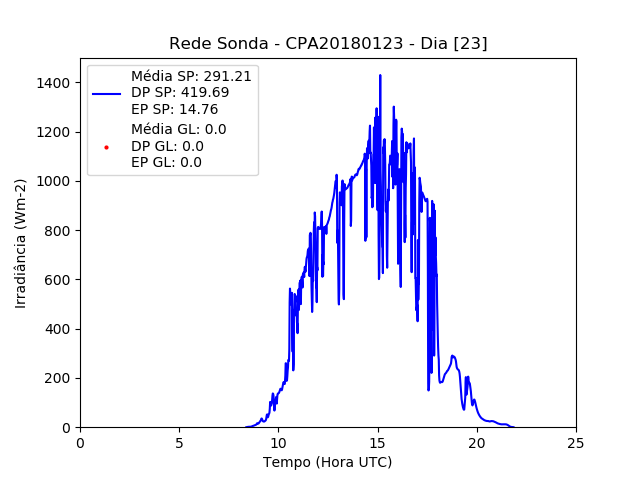 Rede Sonda - CPA20180123 - Dia [23]
Média SP: 291.21
DP SP: 419.69
EP SP: 14.76
Média GL: 0.0
DP GL: 0.0
EP GL: 0.0
Irradiância (Wm-2)
1400
1200
1000
800
600
400
200
0
0 5 10 15 20 25
Tempo (Hora UTC)